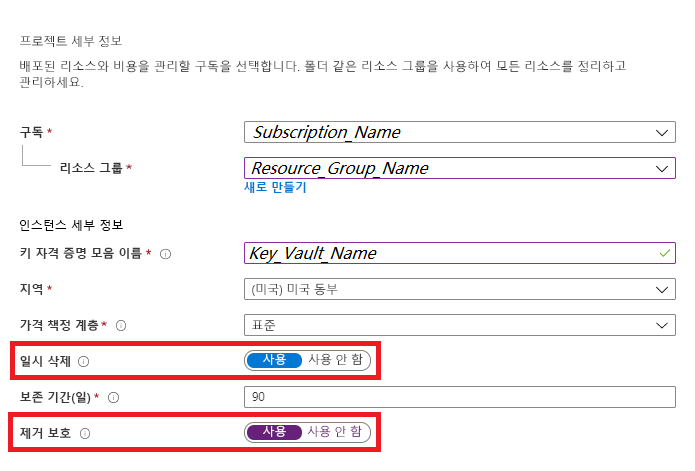 프로젝트 세부 정보
배포된 리소스와 비용을 관리할 구독을 선택합니다. 폴더 같은 리소스 그룹을 사용하여 모든 리소스를 정리하고
관리하세요.
구독 * Subscription_Name
리소스 그룹 * Resource_Group_Name
새로 만들기
인스턴스 세부 정보
키 자격 증명 모음 이름 * Key_Vault_Name
지역 * (미국) 미국 동부
가격 책정 계층 * 표준
일시 삭제 사용 사용 안 함
보존 기간(일) * 90
제거 보호 사용 사용 안 함